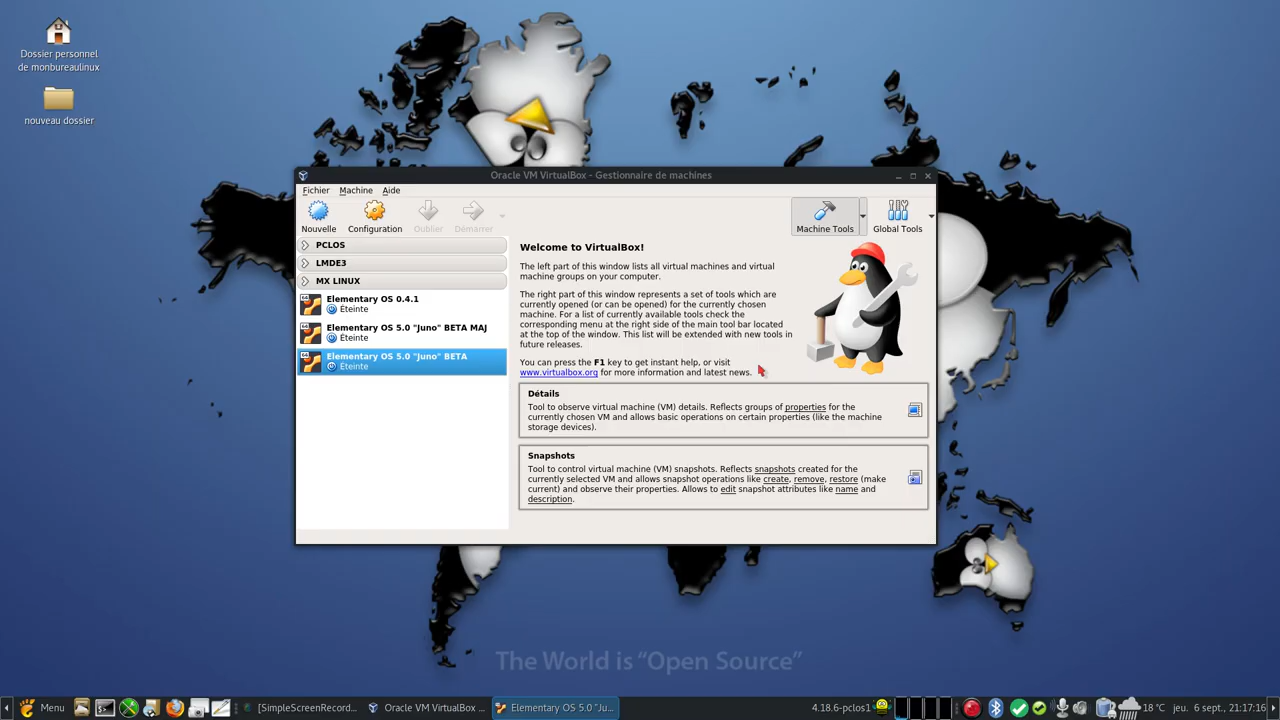 Dossier personnel
de monbureaulinux
nouveau dossier
Oracle VM VirtualBox - Gestionnaire de machines
Fichier Machine Aide
Nouvelle Configuration Oublier Démarrer Machine Tools Global Tools
PCLOS
LMDE3
MX LINUX
Elementary OS 0.4.1
Éteinte
Elementary OS 5.0 "Juno" BETA MAJ
Éteinte
Elementary OS 5.0 "Juno" BETA
Éteinte
Welcome to VirtualBox!
The left part of this window lists all virtual machines and virtual
machine groups on your computer.
The right part of this window represents a set of tools which are
currently opened (or can be opened) for the currently chosen
machine. For a list of currently available tools check the
corresponding menu at the right side of the main tool bar located
at the top of the window. This list will be extended with new tools in
future releases.
You can press the F1 key to get instant help, or visit
www.virtualbox.org for more information and latest news.
Détails
Tool to observe virtual machine (VM) details. Reflects groups of properties for the
currently chosen VM and allows basic operations on certain properties (like the machine
storage devices).
Snapshots
Tool to control virtual machine (VM) snapshots. Reflects snapshots created for the
currently selected VM and allows snapshot operations like create, remove, restore (make
current) and observe their properties. Allows to edit snapshot attributes like name and
description.
The World is “Open Source”
Menu [SimpleScreenRecord... Oracle VM VirtualBox ... Elementary OS 5.0 "Ju... 4.18.6-pclos1 18 °C jeu. 6 sept., 21:17:16